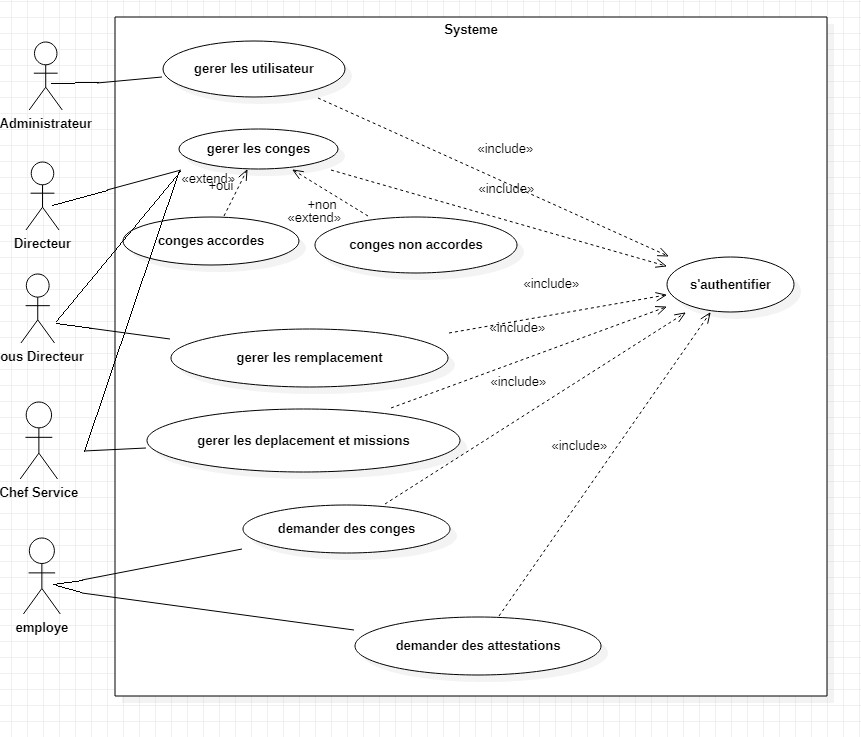 Systeme
gerer les utilisateur
Administrateur
«include»
gerer les conges
«include»
«extend»
+oui
+non
«extend»
Directeur
conges accordes
conges non accordes
s'authentifier
«include»
«include»
ous Directeur
gerer les remplacement
«include»
gerer les deplacement et missions
«include»
Chef Service
demander des conges
employe
demander des attestations